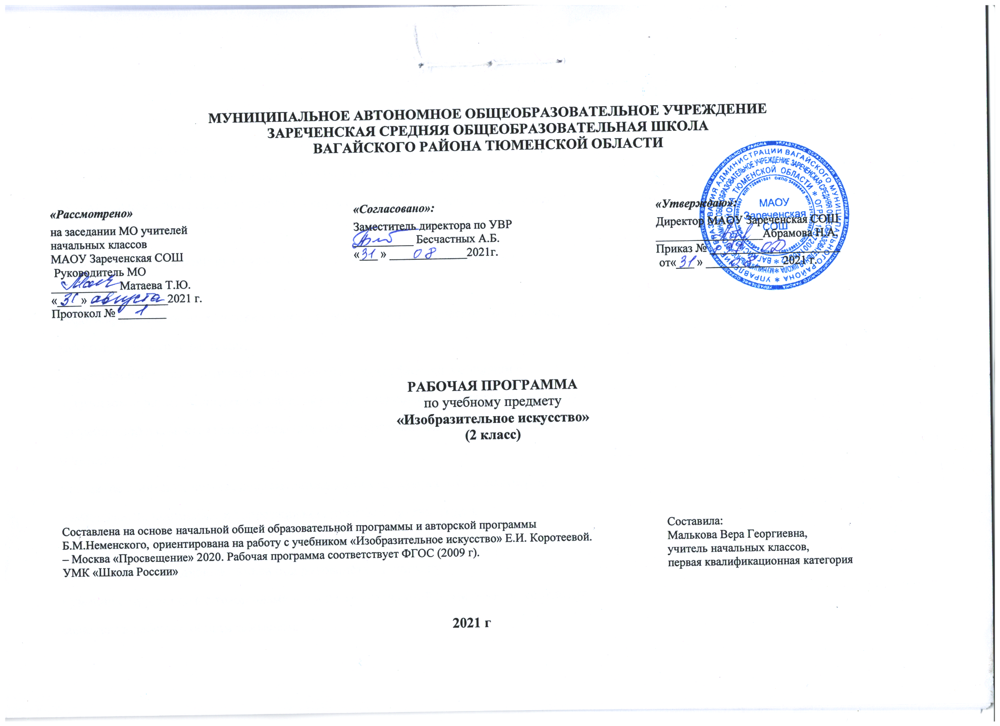 МУНИЦИПАЛЬНОЕ АВТОНОМНОЕ ОБЩЕОБРАЗОВАТЕЛЬНОЕ УЧРЕЖДЕНИЕ
ЗАРЕЧЕНСКАЯ СРЕДНЯЯ ОБЩЕОБРАЗОВАТЕЛЬНАЯ ШКОЛА
ВАГАЙСКОГО РАЙОНА ТЮМЕНСКОЙ ОБЛАСТИ
«Рассмотрено»
на заседании МО учителей
начальных классов
МАОУ Зареченская СОШ
Руководитель МО
Матаева Т.Ю.
«31» августа 2021 г.
Протокол № 1
«Согласовано»:
Заместитель директора по УВР
Бесчастных А.Б.
«31» 08 2021г.
«Утверждаю»:
Директор МАОУ Зареченская СОШ
Абрамова Н.А.
Приказ №
от«31» 2021 г.
МАОУ
Зареченская
СОШ
РАБОЧАЯ ПРОГРАММА
по учебному предмету
«Изобразительное искусство»
(2 класс)
Составлена на основе начальной общей образовательной программы и авторской программы
Б.М.Неменского, ориентирована на работу с учебником «Изобразительное искусство» Е.И. Коротеевой.
– Москва «Просвещение» 2020. Рабочая программа соответствует ФГОС (2009 г).
УМК «Школа России»
Составила:
Малькова Вера Георгиевна,
учитель начальных классов,
первая квалификационная категория
2021 г